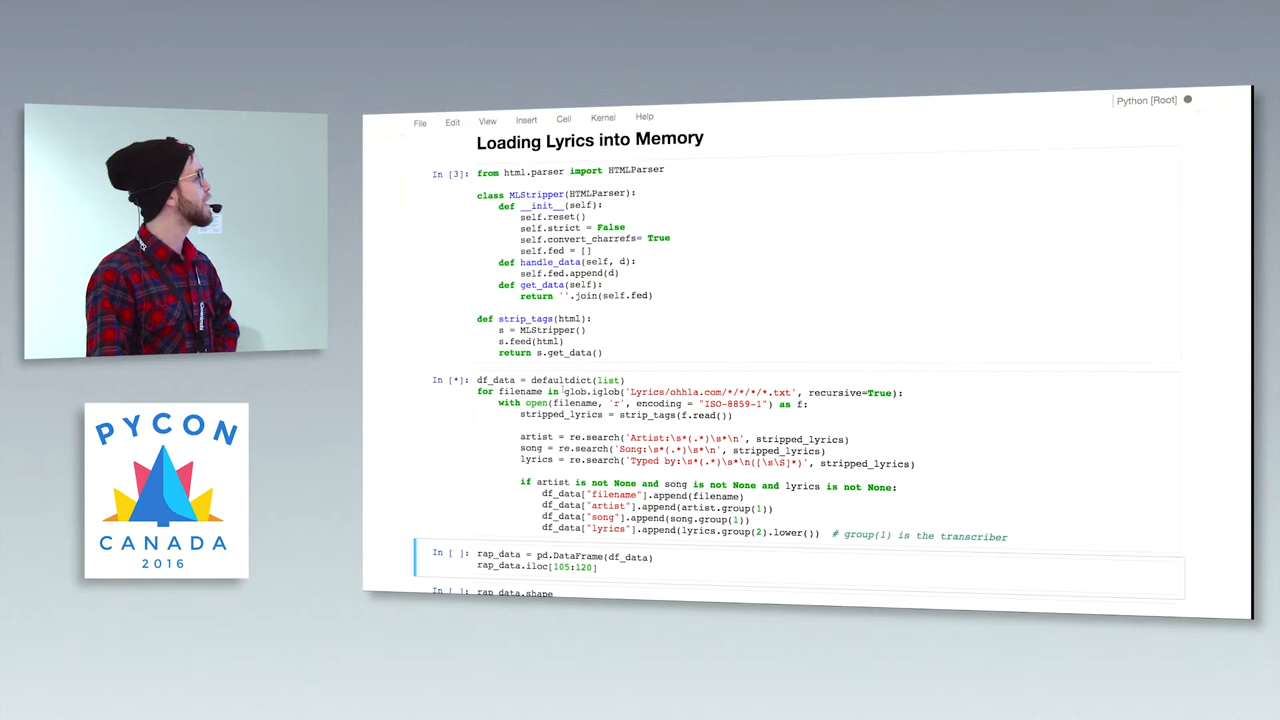 Python [Root]
File Edit View Insert Cell Kernel Help
Loading Lyrics into Memory
In [3]: from html.parser import HTMLParser
class MLStripper(HTMLParser):
def __init__(self):
self.reset()
self.strict = False
self.convert_charrefs= True
self.fed = []
def handle_data(self, d):
self.fed.append(d)
def get_data(self):
return ''.join(self.fed)
def strip_tags(html):
s = MLStripper()
s.feed(html)
return s.get_data()
In [*]: df_data = defaultdict(list)
for filename in glob.iglob('Lyrics/ohhla.com/*/*/*/*.txt', recursive=True):
with open(filename, 'r', encoding = "ISO-8859-1") as f:
stripped_lyrics = strip_tags(f.read())
artist = re.search('Artist:\s*(.*)\s*\n', stripped_lyrics)
song = re.search('Song:\s*(.*)\s*\n', stripped_lyrics)
lyrics = re.search('Typed by:\s*(.*)\s*\n([\s\S]*)', stripped_lyrics)
if artist is not None and song is not None and lyrics is not None:
df_data["filename"].append(filename)
df_data["artist"].append(artist.group(1))
df_data["song"].append(song.group(1))
df_data["lyrics"].append(lyrics.group(2).lower()) # group(1) is the transcriber
In [ ]: rap_data = pd.DataFrame(df_data)
rap_data.iloc[105:120]
In [ ]: rap_data.shape
PYCON
CANADA
2016